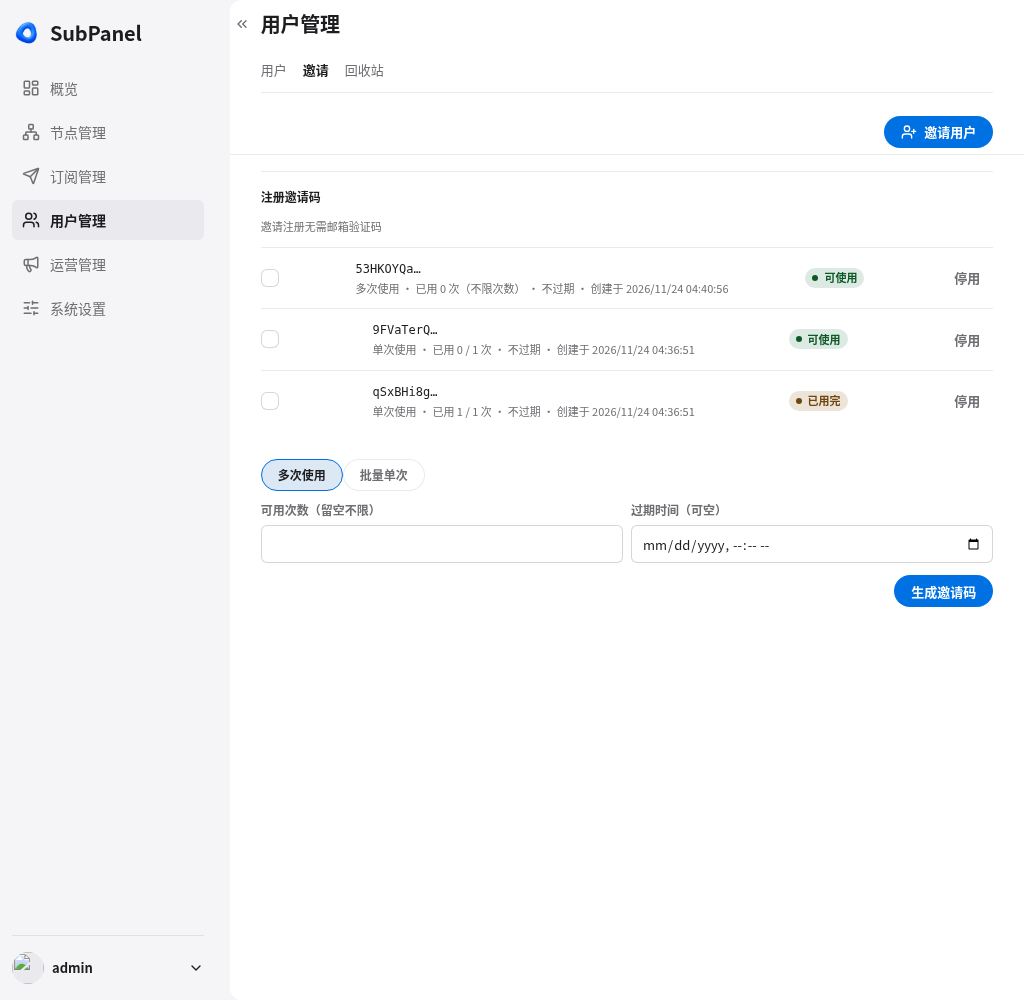 SubPanel
概览
节点管理
订阅管理
用户管理
运营管理
系统设置
admin
«
用户管理
用户 邀请 回收站
邀请用户
注册邀请码
邀请注册无需邮箱验证码
53HKOYQa…
多次使用 · 已用 0 次（不限次数） · 不过期 · 创建于 2026/11/24 04:40:56
可使用
停用
9FVaTerQ…
单次使用 · 已用 0 / 1 次 · 不过期 · 创建于 2026/11/24 04:36:51
可使用
停用
qSxBHi8g…
单次使用 · 已用 1 / 1 次 · 不过期 · 创建于 2026/11/24 04:36:51
已用完
停用
多次使用 批量单次
可用次数（留空不限） 过期时间（可空）
mm/dd/yyyy, --:-- --
生成邀请码